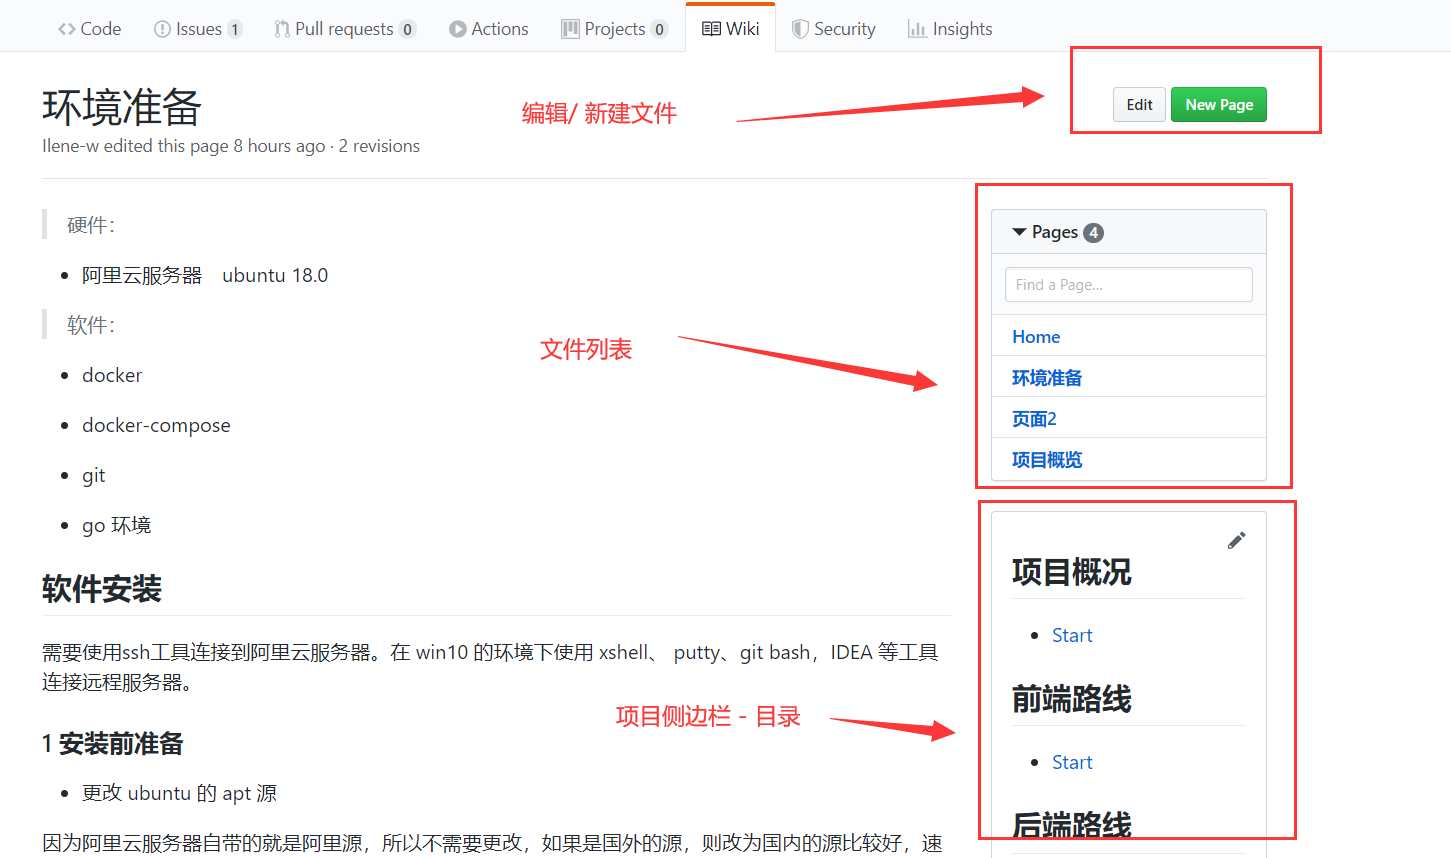 Code Issues 1 Pull requests 0 Actions Projects 0 Wiki Security Insights
环境准备
Ilene-w edited this page 8 hours ago · 2 revisions
编辑/ 新建文件
Edit New Page
硬件：
阿里云服务器 ubuntu 18.0
软件：
docker
docker-compose
git
go 环境
软件安装
需要使用ssh工具连接到阿里云服务器。在 win10 的环境下使用 xshell、 putty、git bash，IDEA 等工具
连接远程服务器。
1 安装前准备
更改 ubuntu 的 apt 源
因为阿里云服务器自带的就是阿里源，所以不需要更改，如果是国外的源，则改为国内的源比较好，速
文件列表
项目侧边栏 - 目录
Pages 4
Find a Page...
Home
环境准备
页面2
项目概览
项目概况
Start
前端路线
Start
后端路线